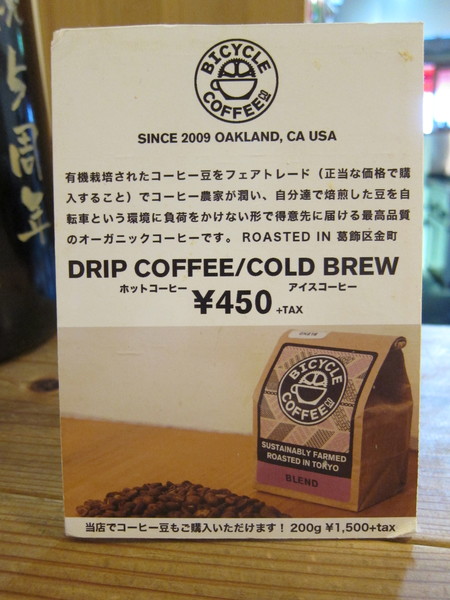 BICYCLE
COFFEE CO
SINCE 2009 OAKLAND, CA USA
有機栽培されたコーヒー豆をフェアトレード（正当な価格で購
入すること）でコーヒー農家が潤い、自分達で焙煎した豆を自
転車という環境に負荷をかけない形で得意先に届ける最高品質
のオーガニックコーヒーです。ROASTED IN 葛飾区金町
DRIP COFFEE/COLD BREW
ホットコーヒー アイスコーヒー
¥450 +TAX
BICYCLE
COFFEE CO
SUSTAINABLY FARMED
ROASTED IN TOKYO
BLEND
当店でコーヒー豆もご購入いただけます！ 200g ¥1,500+tax
5周年